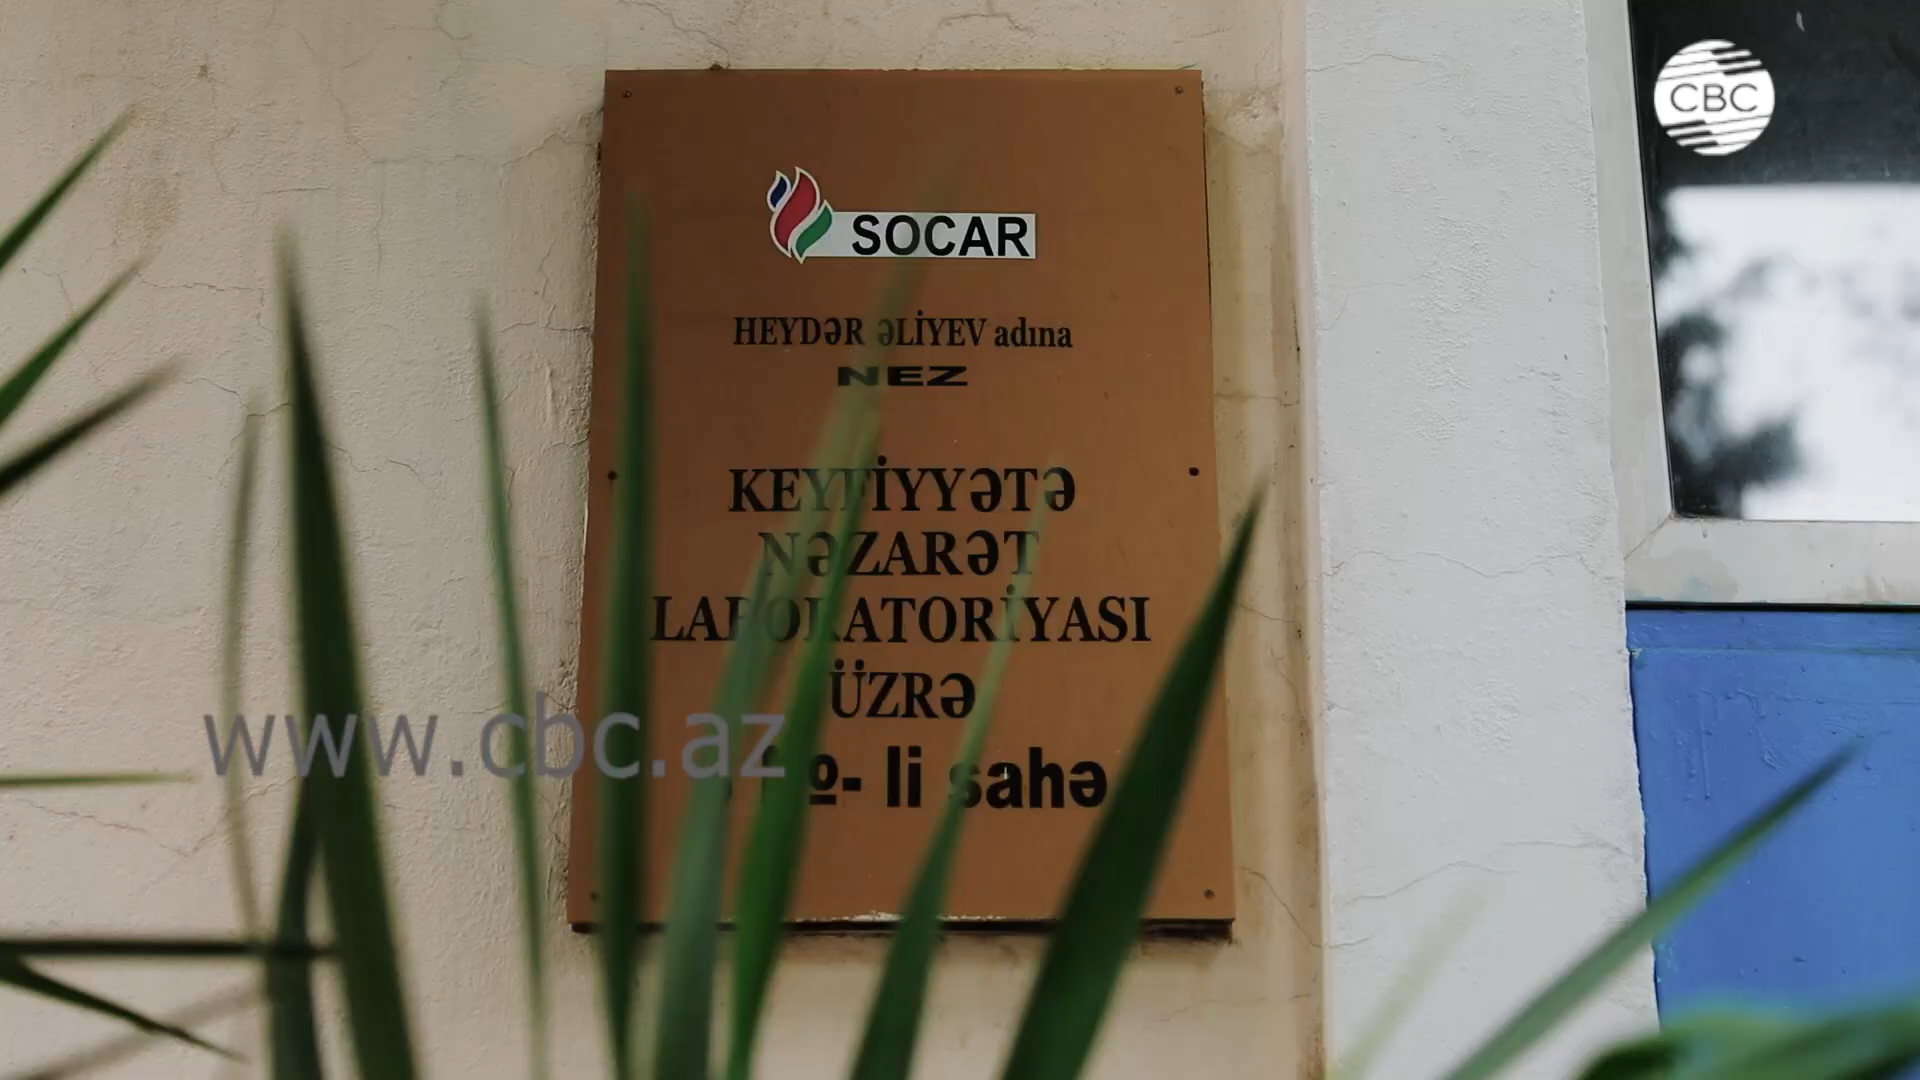 CBC
SOCAR
HEYDƏR ƏLİYEV adına
NEZ
KEYFİYYƏTƏ
NƏZARƏT
LABORATORİYASI
ÜZRƏ
li sahə
www.cbc.az